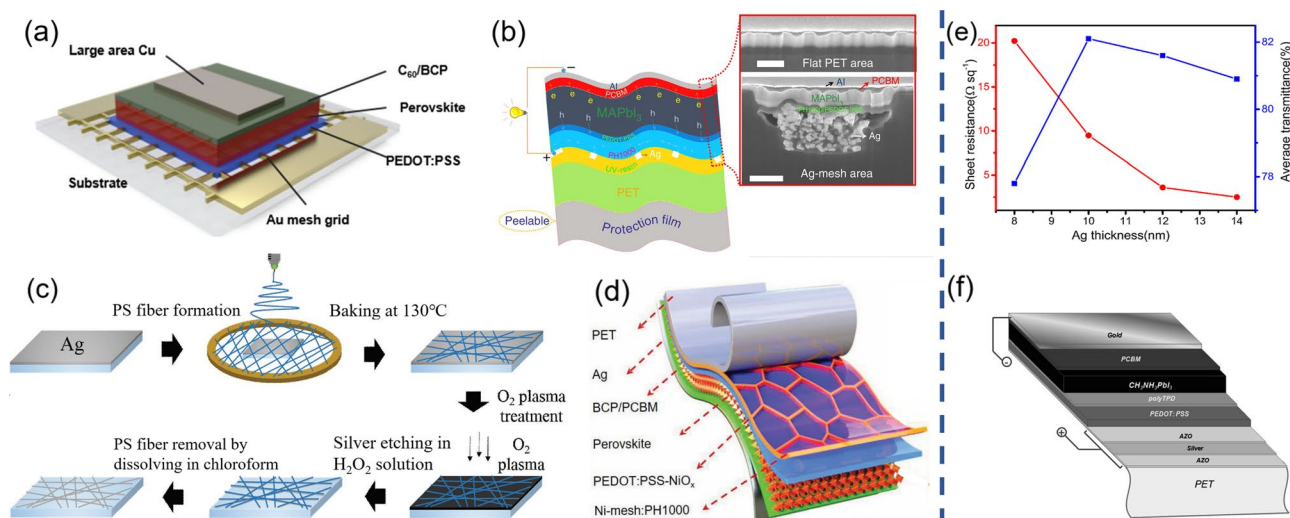 (a)
Large area Cu
C₆₀/BCP
Perovskite
PEDOT:PSS
Substrate
Au mesh grid
(b)
Al
PCBM
e e e e
MAPbI₃
h h h h
PH1000
Ag
UV-resin
PET
Protection film
Peelable
−
+
Flat PET area
Al
PCBM
MAPbI₃
Ag
Ag-mesh area
(c)
PS fiber formation
Baking at 130°C
Ag
O₂ plasma
treatment
O₂
plasma
Silver etching in
H₂O₂ solution
PS fiber removal by
dissolving in chloroform
(d)
PET
Ag
BCP/PCBM
Perovskite
PEDOT:PSS-NiOₓ
Ni-mesh:PH1000
(e)
Sheet resistance(Ω sq⁻¹)
20
15
10
5
8 9 10 11 12 13 14
Ag thickness(nm)
82
80
78
Average transmittance(%)
(f)
Gold
PCBM
CH₃NH₃PbI₃
polyTPD
PEDOT:PSS
AZO
Silver
AZO
PET
-
+